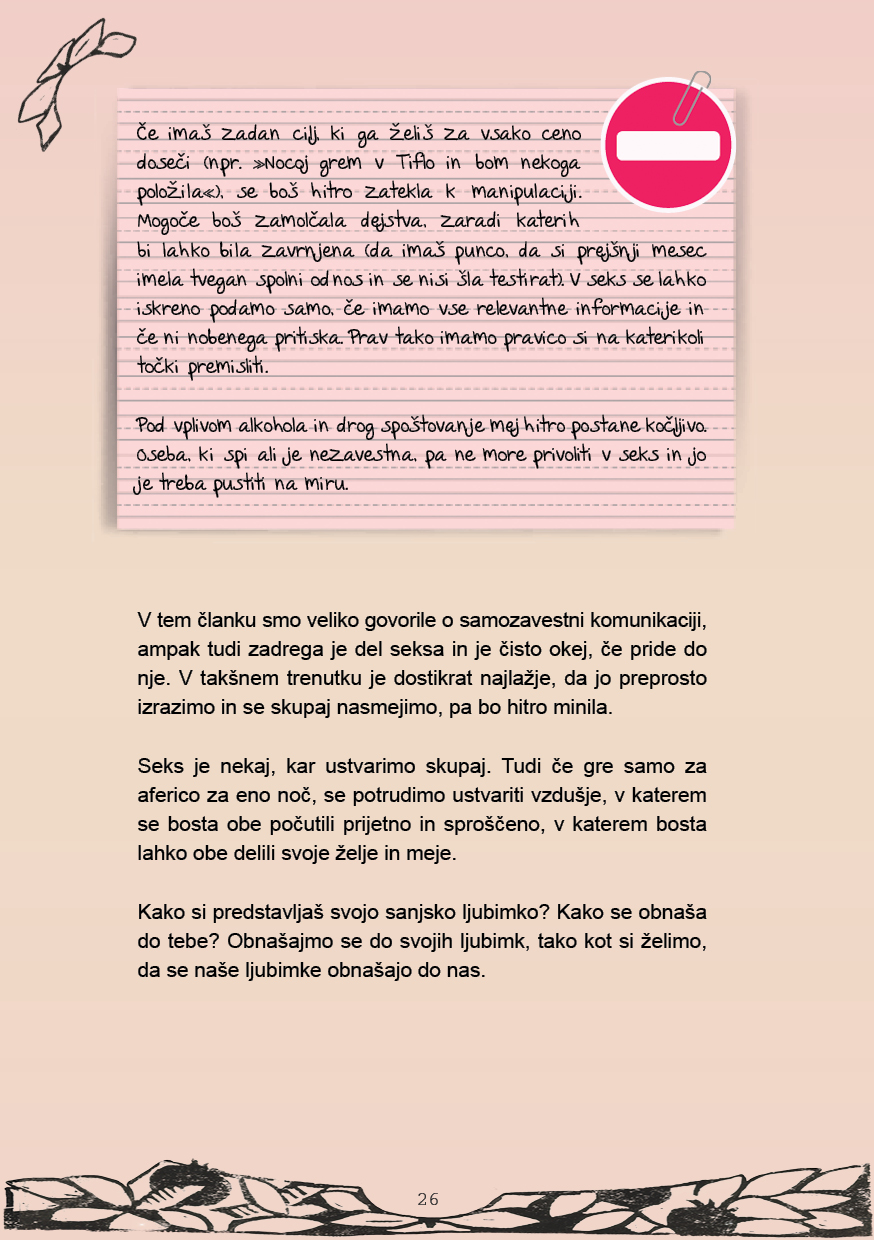 Če imaš zadan cilj, ki ga želiš za vsako ceno
doseči (npr. »Nocoj grem v Tiflo in bom nekoga
položila«), se boš hitro zatekla k manipulaciji.
Mogoče boš zamolčala dejstva, zaradi katerih
bi lahko bila zavrnjena (da imaš punco, da si prejšnji mesec
imela tvegan spolni odnos in se nisi šla testirat). V seks se lahko
iskreno podamo samo, če imamo vse relevantne informacije in
če ni nobenega pritiska. Prav tako imamo pravico si na katerikoli
točki premisliti.
Pod vplivom alkohola in drog spoštovanje mej hitro postane kočljivo.
Oseba, ki spi ali je nezavestna, pa ne more privoliti v seks in jo
je treba pustiti na miru.
V tem članku smo veliko govorile o samozavestni komunikaciji,
ampak tudi zadrega je del seksa in je čisto okej, če pride do
nje. V takšnem trenutku je dostikrat najlažje, da jo preprosto
izrazimo in se skupaj nasmejimo, pa bo hitro minila.
Seks je nekaj, kar ustvarimo skupaj. Tudi če gre samo za
aferico za eno noč, se potrudimo ustvariti vzdušje, v katerem
se bosta obe počutili prijetno in sproščeno, v katerem bosta
lahko obe delili svoje želje in meje.
Kako si predstavljaš svojo sanjsko ljubimko? Kako se obnaša
do tebe? Obnašajmo se do svojih ljubimk, tako kot si želimo,
da se naše ljubimke obnašajo do nas.
26